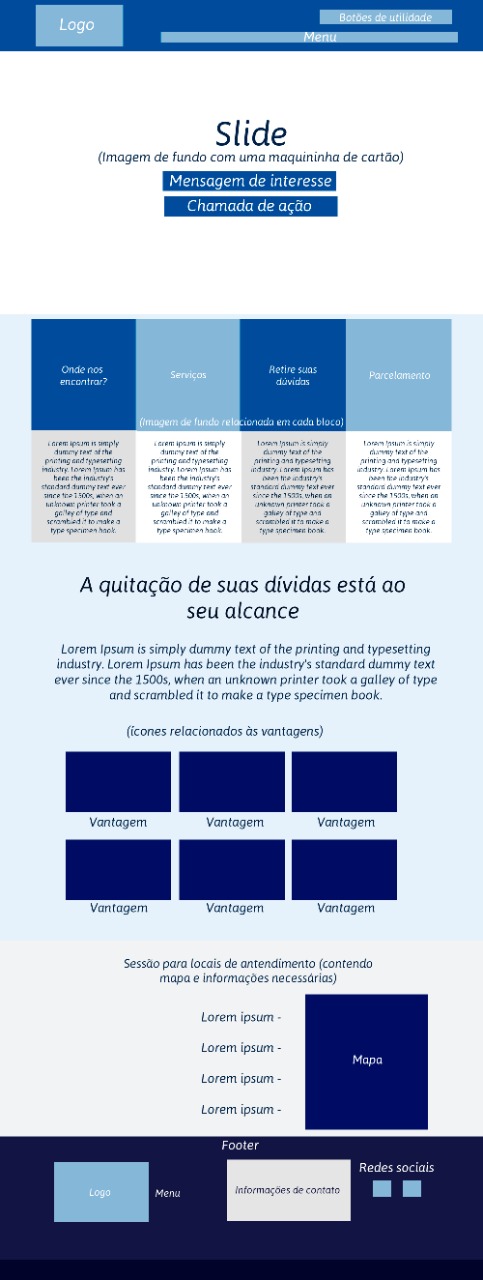 Logo
Botões de utilidade
Menu
Slide
(Imagem de fundo com uma maquininha de cartão)
Mensagem de interesse
Chamada de ação
Onde nos
encontrar?
Serviços
Retire suas
dúvidas
Parcelamento
(Imagem de fundo relacionada em cada bloco)
Lorem Ipsum is simply
dummy text of the
printing and typesetting
industry. Lorem Ipsum has
been the industry's
standard dummy text ever
since the 1500s, when an
unknown printer took a
galley of type and
scrambled it to make a
type specimen book.
Lorem Ipsum is simply
dummy text of the
printing and typesetting
industry. Lorem Ipsum has
been the industry's
standard dummy text ever
since the 1500s, when an
unknown printer took a
galley of type and
scrambled it to make a
type specimen book.
Lorem Ipsum is simply
dummy text of the
printing and typesetting
industry. Lorem Ipsum has
been the industry's
standard dummy text ever
since the 1500s, when an
unknown printer took a
galley of type and
scrambled it to make a
type specimen book.
Lorem Ipsum is simply
dummy text of the
printing and typesetting
industry. Lorem Ipsum has
been the industry's
standard dummy text ever
since the 1500s, when an
unknown printer took a
galley of type and
scrambled it to make a
type specimen book.
A quitação de suas dívidas está ao
seu alcance
Lorem Ipsum is simply dummy text of the printing and typesetting
industry. Lorem Ipsum has been the industry's standard dummy text
ever since the 1500s, when an unknown printer took a galley of type
and scrambled it to make a type specimen book.
(ícones relacionados às vantagens)
Vantagem
Vantagem
Vantagem
Vantagem
Vantagem
Vantagem
Sessão para locais de antendimento (contendo
mapa e informações necessárias)
Lorem ipsum -
Lorem ipsum -
Lorem ipsum -
Lorem ipsum -
Mapa
Footer
Logo
Menu
Informações de contato
Redes sociais